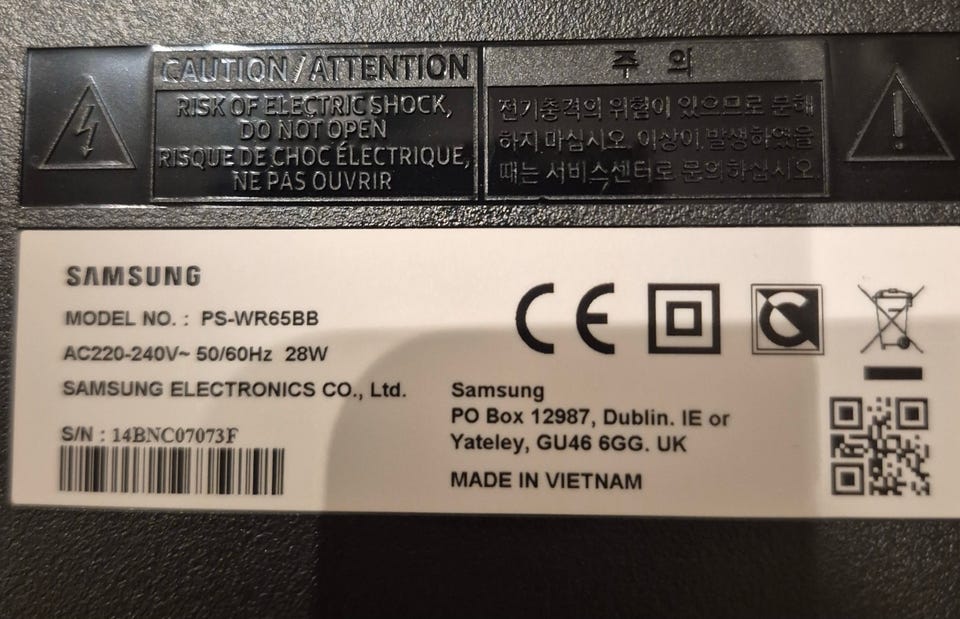 CAUTION/ATTENTION
RISK OF ELECTRIC SHOCK,
DO NOT OPEN
RISQUE DE CHOC ÉLECTRIQUE,
NE PAS OUVRIR
주 의
전기충격의 위험이 있으므로 분해
하지 마십시오. 이상이 발생하였을
때는 서비스센터로 문의하십시오.
SAMSUNG
MODEL NO. : PS-WR65BB
AC220-240V~ 50/60Hz 28W
SAMSUNG ELECTRONICS CO., Ltd.
S/N : 14BNC07073F
CE
Samsung
PO Box 12987, Dublin. IE or
Yateley, GU46 6GG. UK
MADE IN VIETNAM